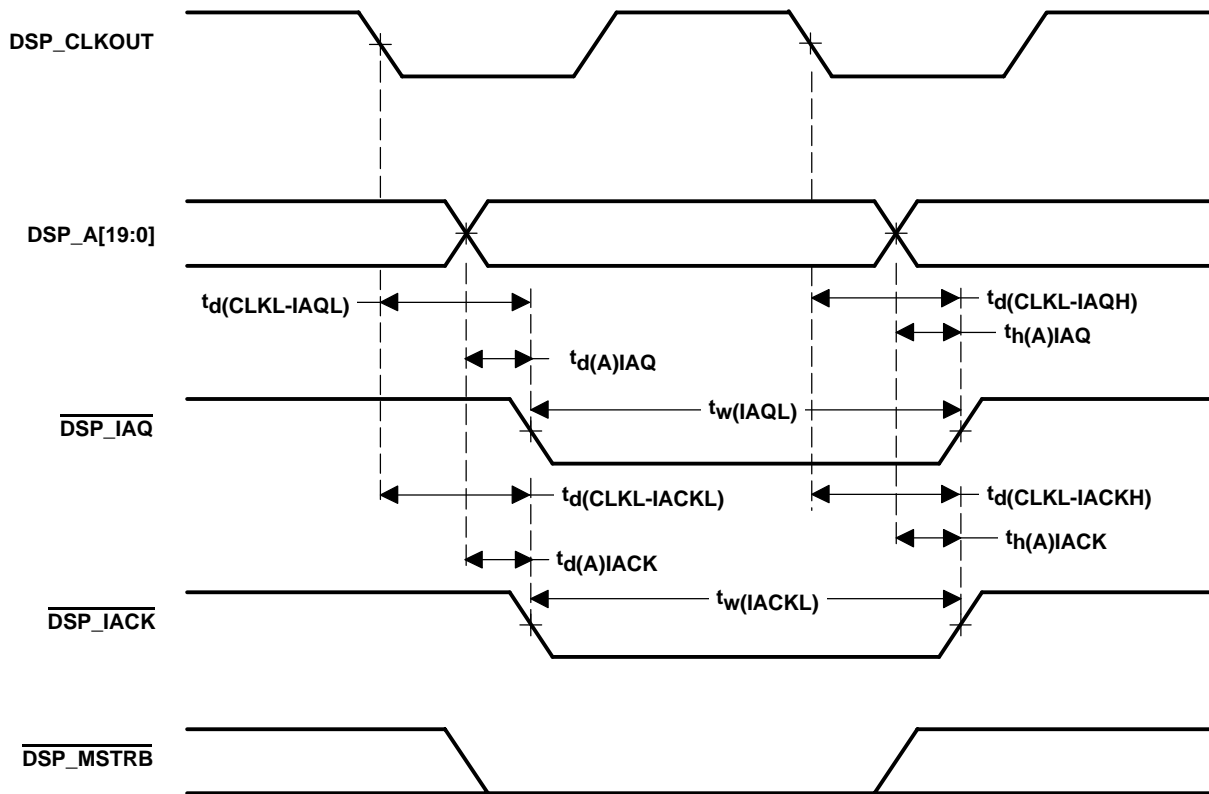 DSP_CLKOUT
DSP_A[19:0]
td(CLKL-IAQL)
td(CLKL-IAQH)
th(A)IAQ
td(A)IAQ
tw(IAQL)
DSP_IAQ
td(CLKL-IACKL)
td(CLKL-IACKH)
th(A)IACK
td(A)IACK
tw(IACKL)
DSP_IACK
DSP_MSTRB